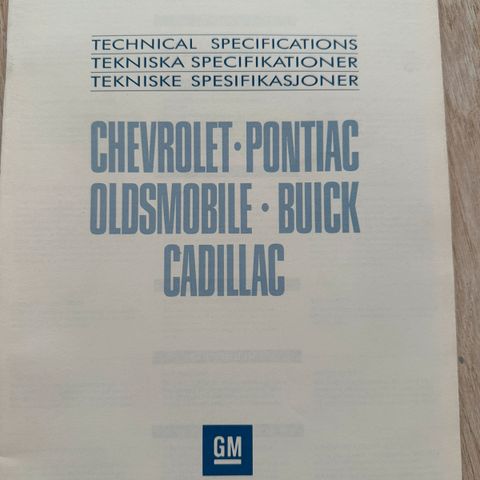 TECHNICAL SPECIFICATIONS
TEKNISKA SPECIFIKATIONER
TEKNISKE SPESIFIKASJONER
CHEVROLET · PONTIAC
OLDSMOBILE · BUICK
CADILLAC
GM